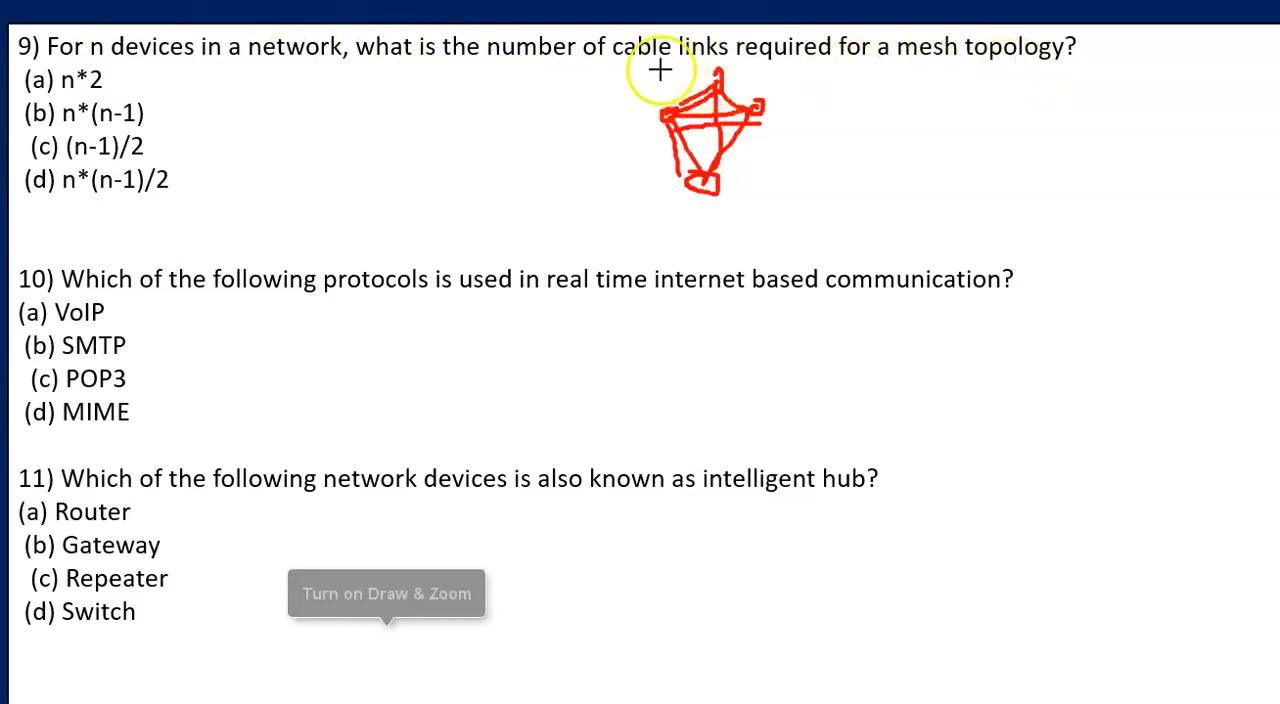 9) For n devices in a network, what is the number of cable links required for a mesh topology?
(a) n*2
(b) n*(n-1)
(c) (n-1)/2
(d) n*(n-1)/2
10) Which of the following protocols is used in real time internet based communication?
(a) VoIP
(b) SMTP
(c) POP3
(d) MIME
11) Which of the following network devices is also known as intelligent hub?
(a) Router
(b) Gateway
(c) Repeater
(d) Switch
Turn on Draw & Zoom